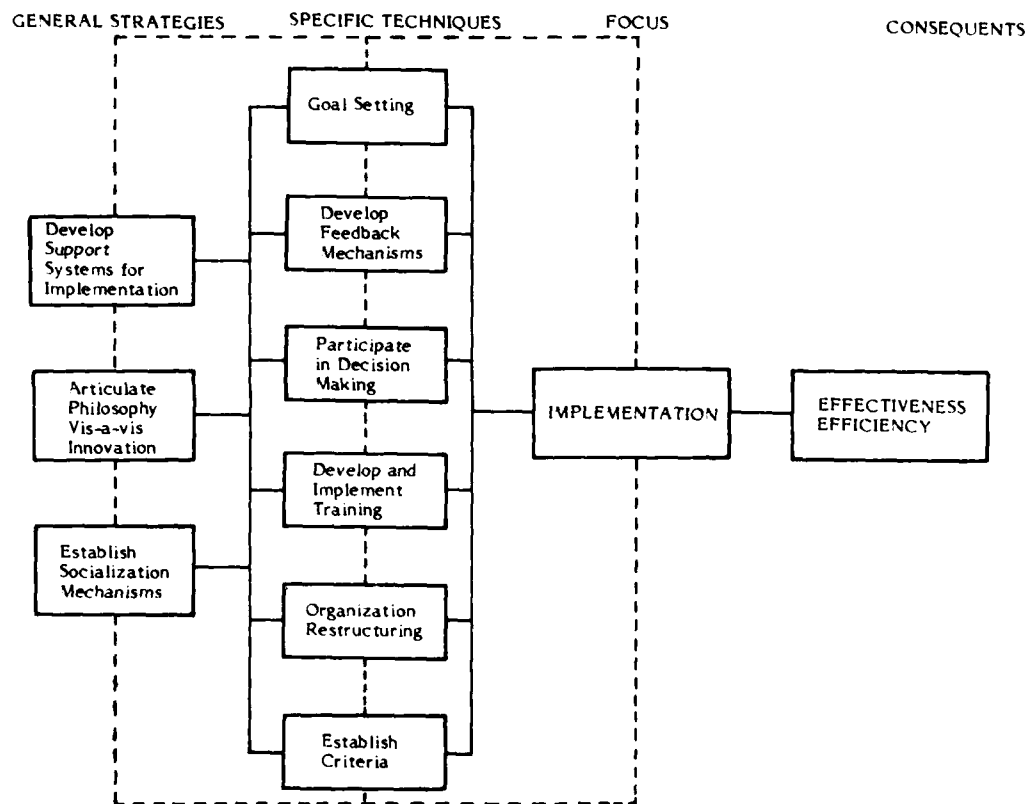 GENERAL STRATEGIES
SPECIFIC TECHNIQUES
FOCUS
CONSEQUENTS
Develop
Support
Systems for
Implementation
Articulate
Philosophy
Vis-a-vis
Innovation
Establish
Socialization
Mechanisms
Goal Setting
Develop
Feedback
Mechanisms
Participate
in Decision
Making
Develop and
Implement
Training
Organization
Restructuring
Establish
Criteria
IMPLEMENTATION
EFFECTIVENESS
EFFICIENCY